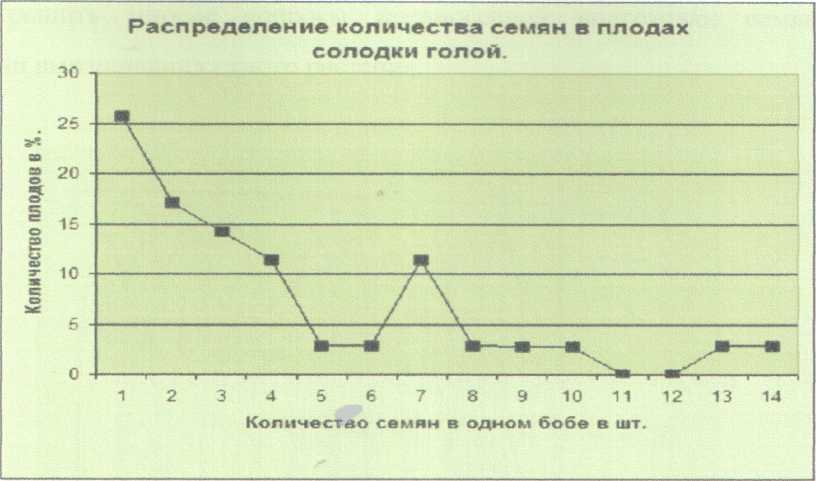 Распределение количества семян в плодах
солодки голой.
Количество плодов в %.
30
25
20
15
10
5
0
1 2 3 4 5 6 7 8 9 10 11 12 13 14
Количество семян в одном бобе в шт.